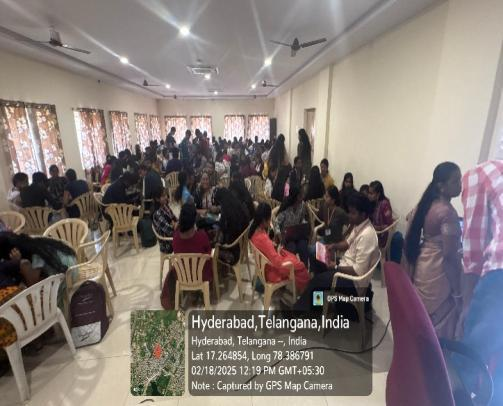 GPS Map Camera
Hyderabad,Telangana,India
Hyderabad, Telangana –, India
Lat 17.264854, Long 78.386791
02/18/2025 12:19 PM GMT+05:30
Note : Captured by GPS Map Camera